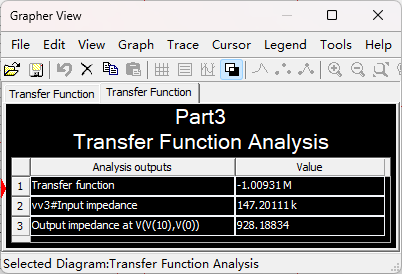 Grapher View
File Edit View Graph Trace Cursor Legend Tools Help
Transfer Function Transfer Function
Part3
Transfer Function Analysis
Analysis outputs Value
1 Transfer function -1.00931 M
2 vv3#Input impedance 147.20111 k
3 Output impedance at V(V(10),V(0)) 928.18834
Selected Diagram:Transfer Function Analysis